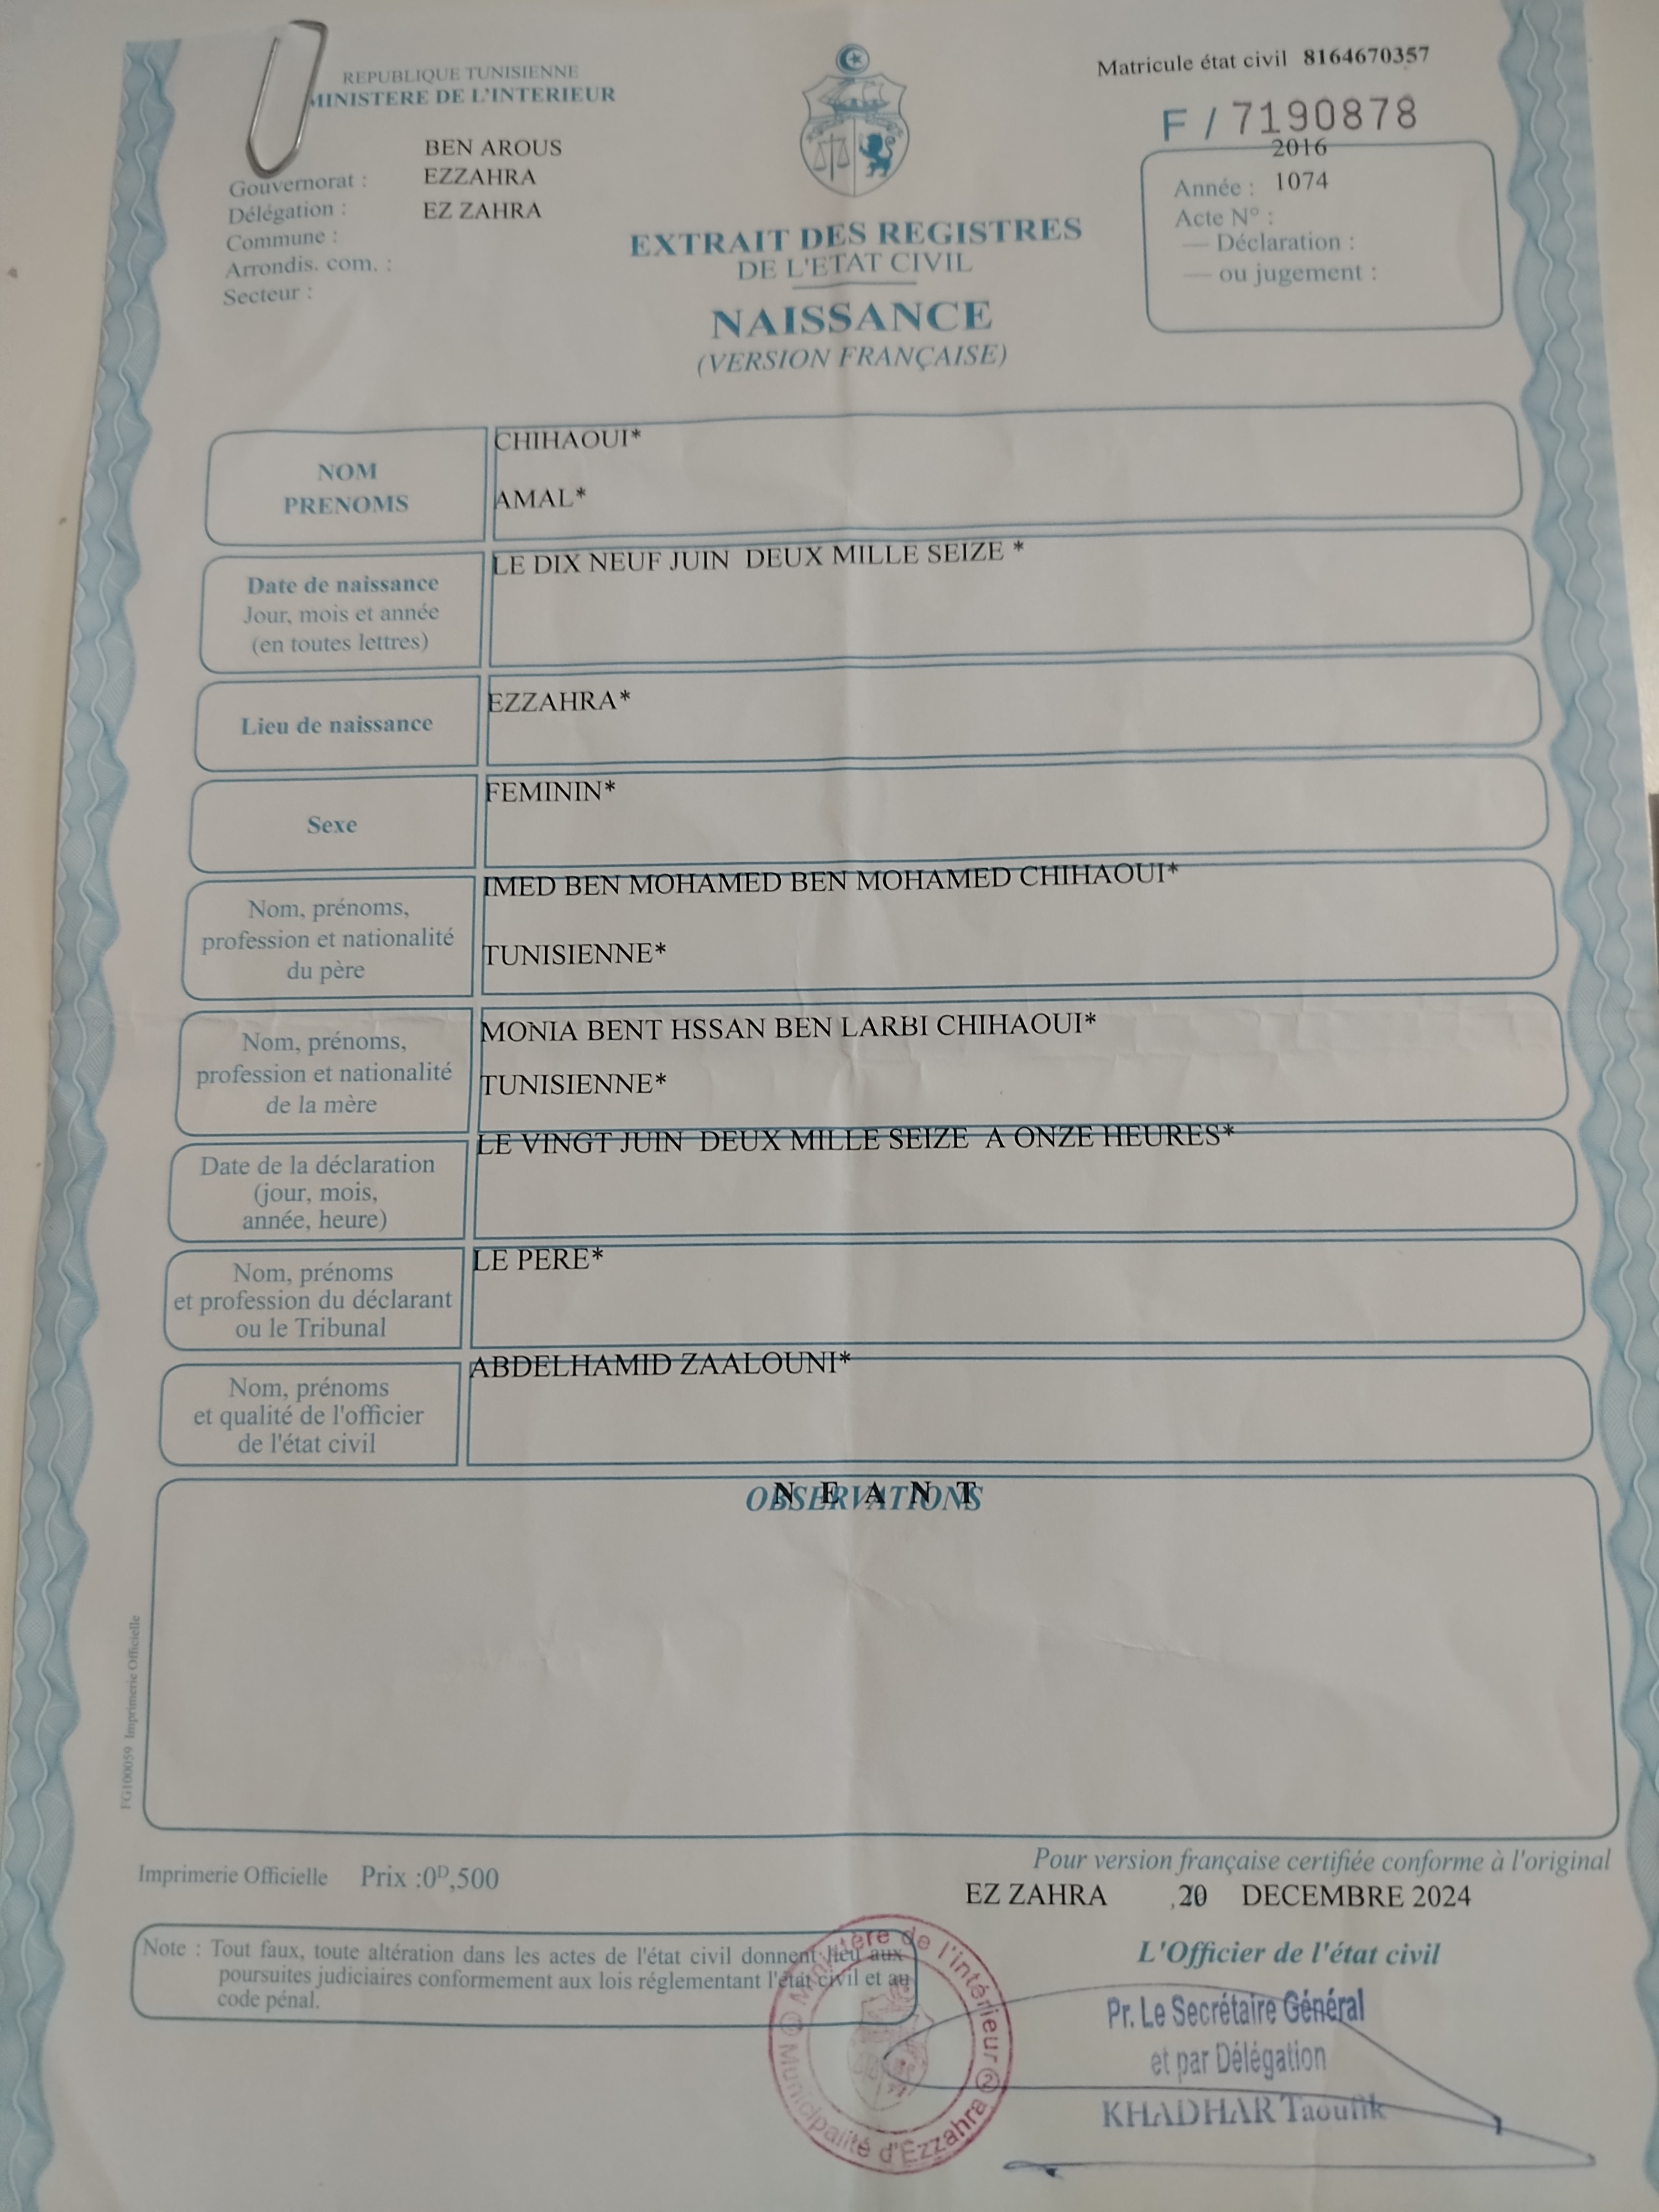 REPUBLIQUE TUNISIENNE
MINISTERE DE L'INTERIEUR
Matricule état civil 8164670357
F / 7190878
BEN AROUS
Gouvernorat : EZZAHRA
Délégation : EZ ZAHRA
Commune :
Arrondis. com. :
Secteur :
2016
Année : 1074
Acte N° :
— Déclaration :
— ou jugement :
EXTRAIT DES REGISTRES
DE L'ETAT CIVIL
NAISSANCE
(VERSION FRANÇAISE)
NOM
PRENOMS
CHIHAOUI*
AMAL*
Date de naissance
Jour, mois et année
(en toutes lettres)
LE DIX NEUF JUIN DEUX MILLE SEIZE *
Lieu de naissance
EZZAHRA*
Sexe
FEMININ*
Nom, prénoms,
profession et nationalité
du père
IMED BEN MOHAMED BEN MOHAMED CHIHAOUI*
TUNISIENNE*
Nom, prénoms,
profession et nationalité
de la mère
MONIA BENT HSSAN BEN LARBI CHIHAOUI*
TUNISIENNE*
Date de la déclaration
(jour, mois,
année, heure)
LE VINGT JUIN DEUX MILLE SEIZE A ONZE HEURES*
Nom, prénoms
et profession du déclarant
ou le Tribunal
LE PERE*
Nom, prénoms
et qualité de l'officier
de l'état civil
ABDELHAMID ZAALOUNI*
OBSERVATIONS
N E A N T
FG100059 Imprimerie Officielle
Imprimerie Officielle Prix :0ᴰ,500
Pour version française certifiée conforme à l'original
EZ ZAHRA ,20 DECEMBRE 2024
Note : Tout faux, toute altération dans les actes de l'état civil donnent lieu aux
poursuites judiciaires conformement aux lois réglementant l'état civil et au
code pénal.
L'Officier de l'état civil
Pr. Le Secrétaire Général
et par Délégation
KHADHAR Taoufik
Ministère de l'intérieur ②
Municipalité d'Ezzahra